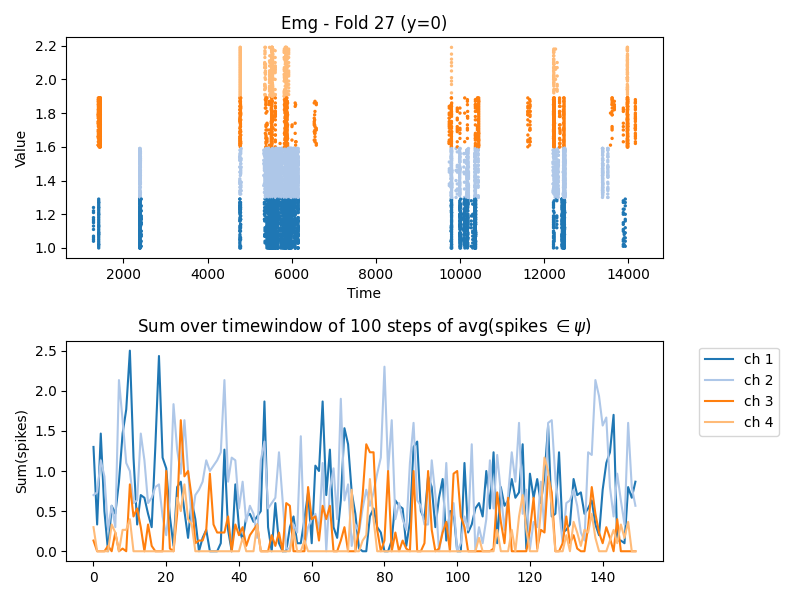 Emg - Fold 27 (y=0)
Value
2.2
2.0
1.8
1.6
1.4
1.2
1.0
2000 4000 6000 8000 10000 12000 14000
Time
Sum over timewindow of 100 steps of avg(spikes ∈ψ)
Sum(spikes)
2.5
2.0
1.5
1.0
0.5
0.0
0 20 40 60 80 100 120 140
ch 1
ch 2
ch 3
ch 4